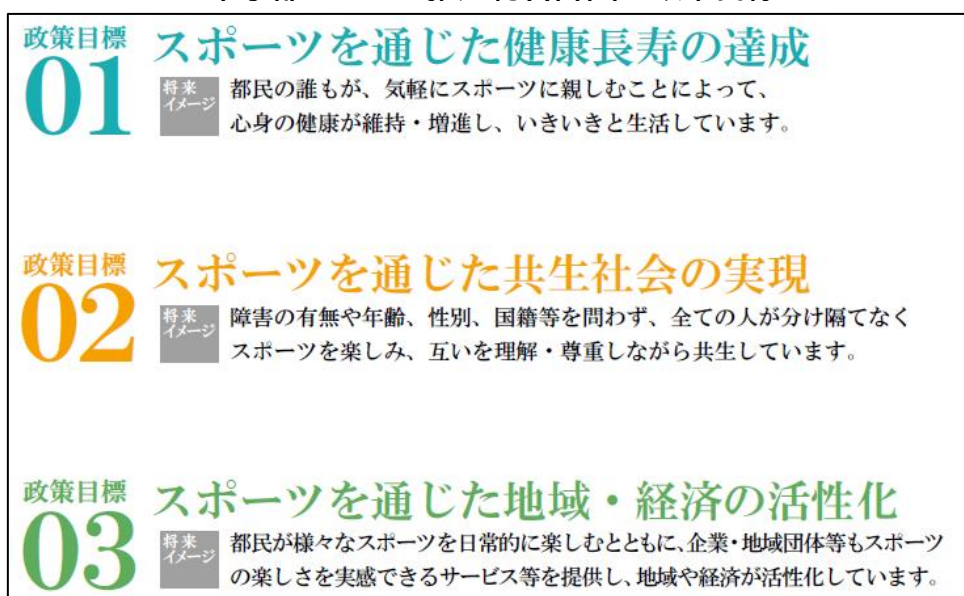 政策目標
01
スポーツを通じた健康長寿の達成
将来
イメージ
都民の誰もが、気軽にスポーツに親しむことによって、
心身の健康が維持・増進し、いきいきと生活しています。
政策目標
02
スポーツを通じた共生社会の実現
将来
イメージ
障害の有無や年齢、性別、国籍等を問わず、全ての人が分け隔てなく
スポーツを楽しみ、互いを理解・尊重しながら共生しています。
政策目標
03
スポーツを通じた地域・経済の活性化
将来
イメージ
都民が様々なスポーツを日常的に楽しむとともに、企業・地域団体等もスポーツ
の楽しさを実感できるサービス等を提供し、地域や経済が活性化しています。